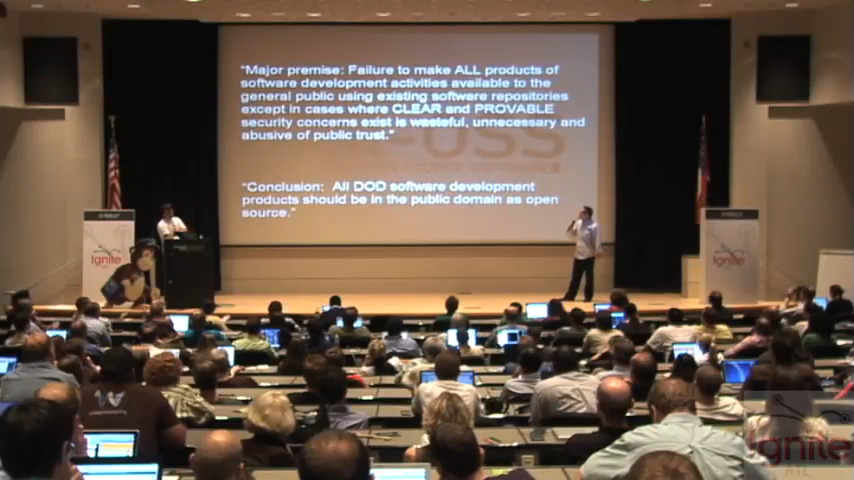 "Major premise: Failure to make ALL products of
software development activities available to the
general public using existing software repositories
except in cases where CLEAR and PROVABLE
security concerns exist is wasteful, unnecessary and
abusive of public trust."
-OSS
"Conclusion: All DOD software development
products should be in the public domain as open
source."
Ignite
Ignite
Ignite
ATL